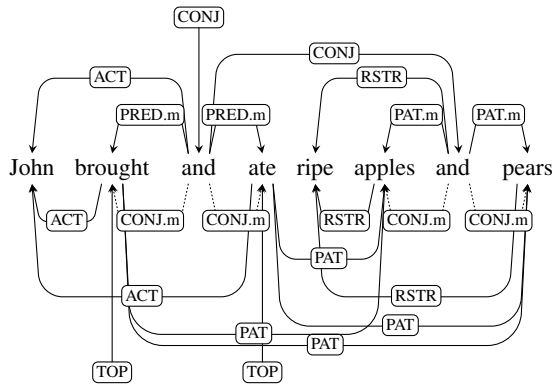 CONJ
CONJ
ACT RSTR
PRED.m PRED.m PAT.m PAT.m
John brought and ate ripe apples and pears
ACT CONJ.m CONJ.m RSTR CONJ.m CONJ.m
PAT
ACT RSTR
PAT PAT
PAT
TOP TOP